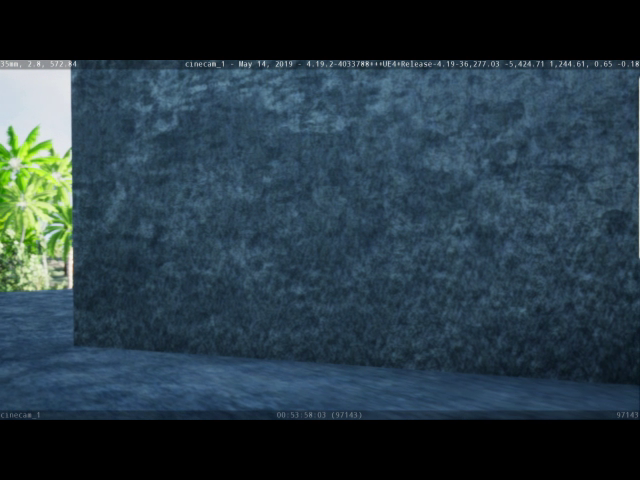 35mm, 2.0, 572.84 cinecam_1 - May 14, 2019 - 4.19.2-4033788+++UE4+Release-4.19-36,277.03 -5,424.71 1,244.61, 0.65 -0.18
cinecam_1 00:53:58:03 (97143) 97143